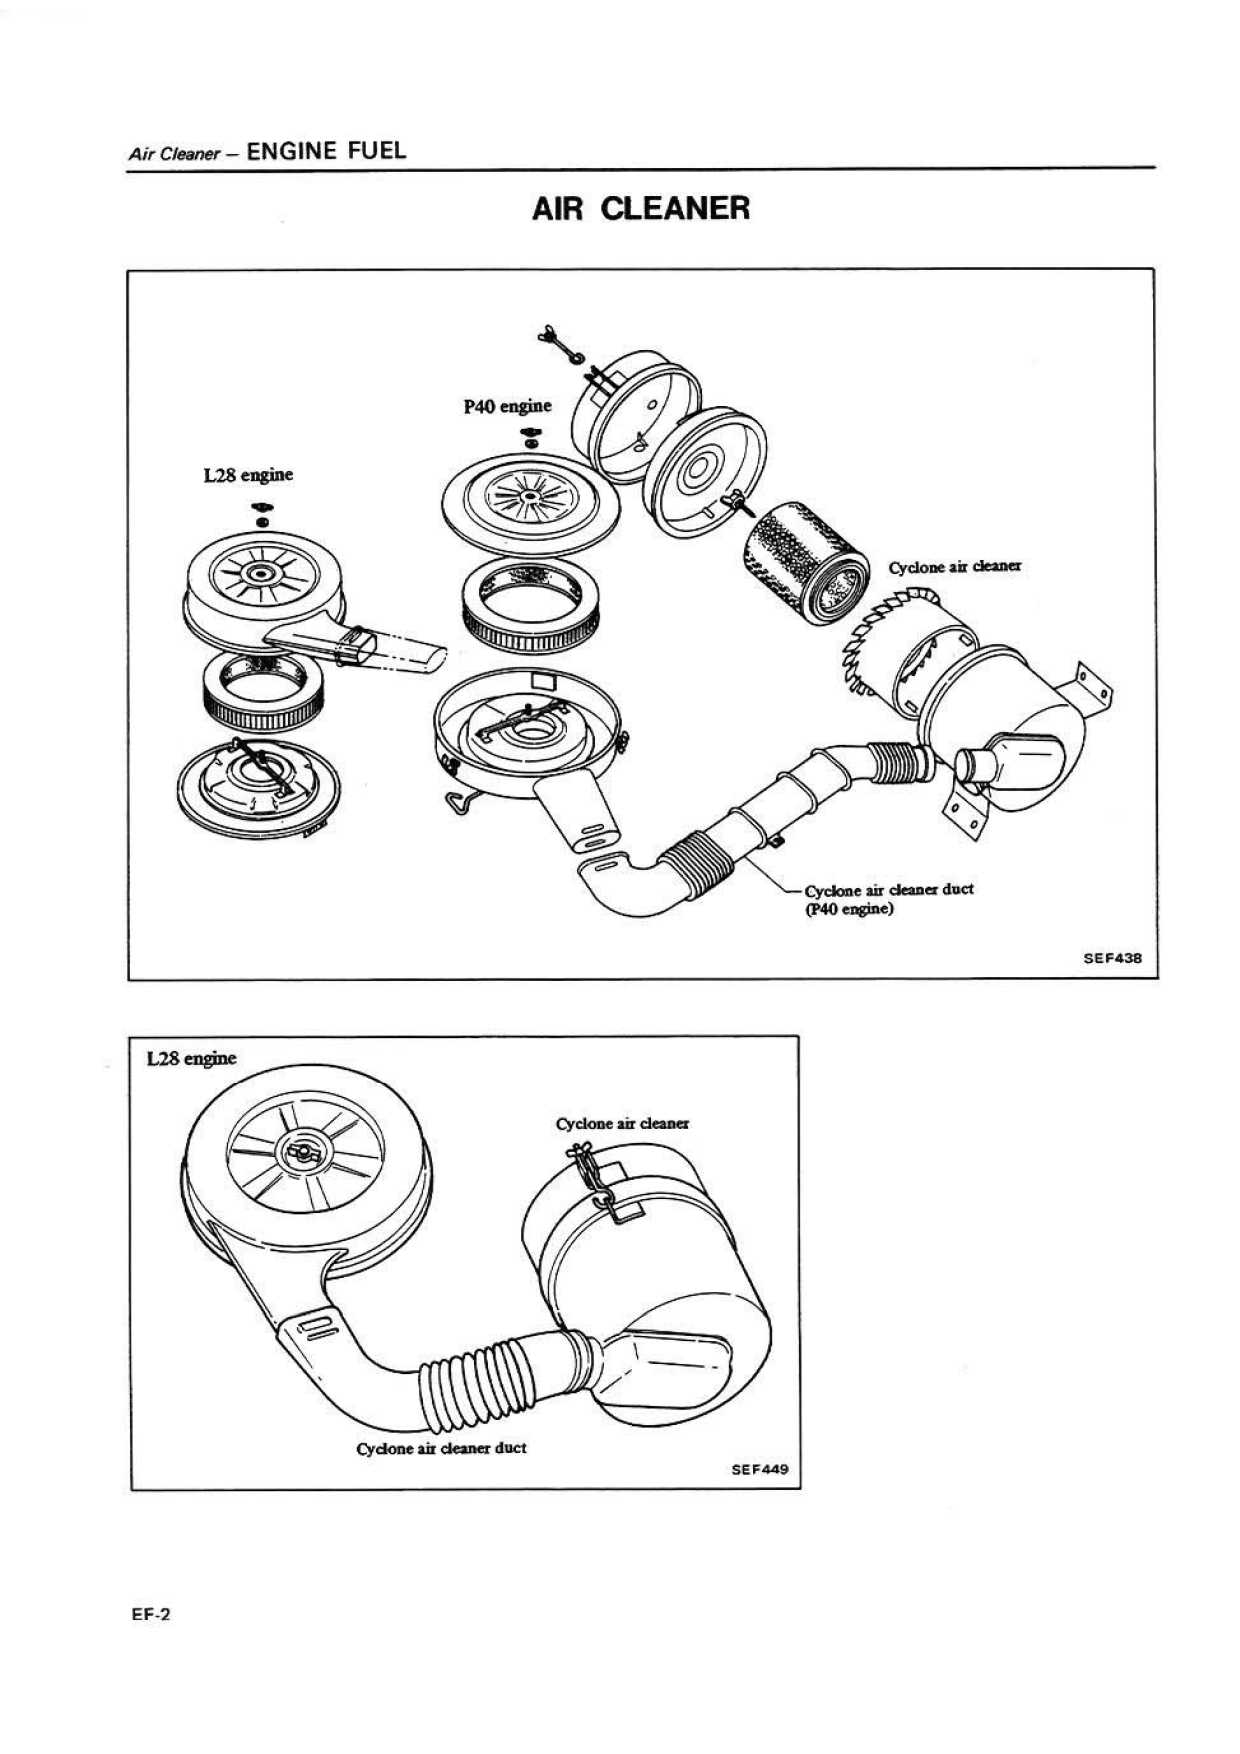 Air Cleaner – ENGINE FUEL
AIR CLEANER
P40 engine
L28 engine
Cyclone air cleaner
Cyclone air cleaner duct
(P40 engine)
SEF438
L28 engine
Cyclone air cleaner
Cyclone air cleaner duct
SEF449
EF-2